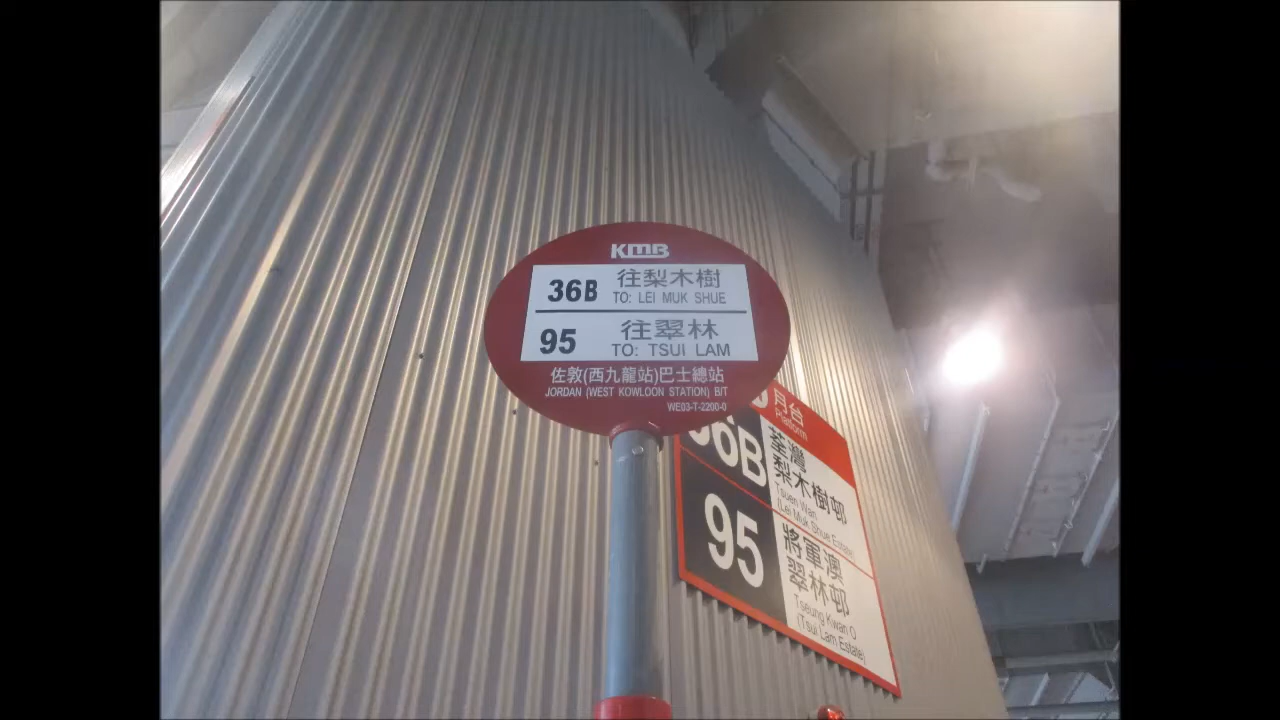 KMB
36B 往梨木樹
TO: LEI MUK SHUE
95 往翠林
TO: TSUI LAM
佐敦(西九龍站)巴士總站
JORDAN (WEST KOWLOON STATION) B/T
WE03-T-2200-0
月台
Platform
36B 荃灣
梨木樹邨
Tsuen Wan
(Lei Muk Shue Estate)
95 將軍澳
翠林邨
Tseung Kwan O
(Tsui Lam Estate)